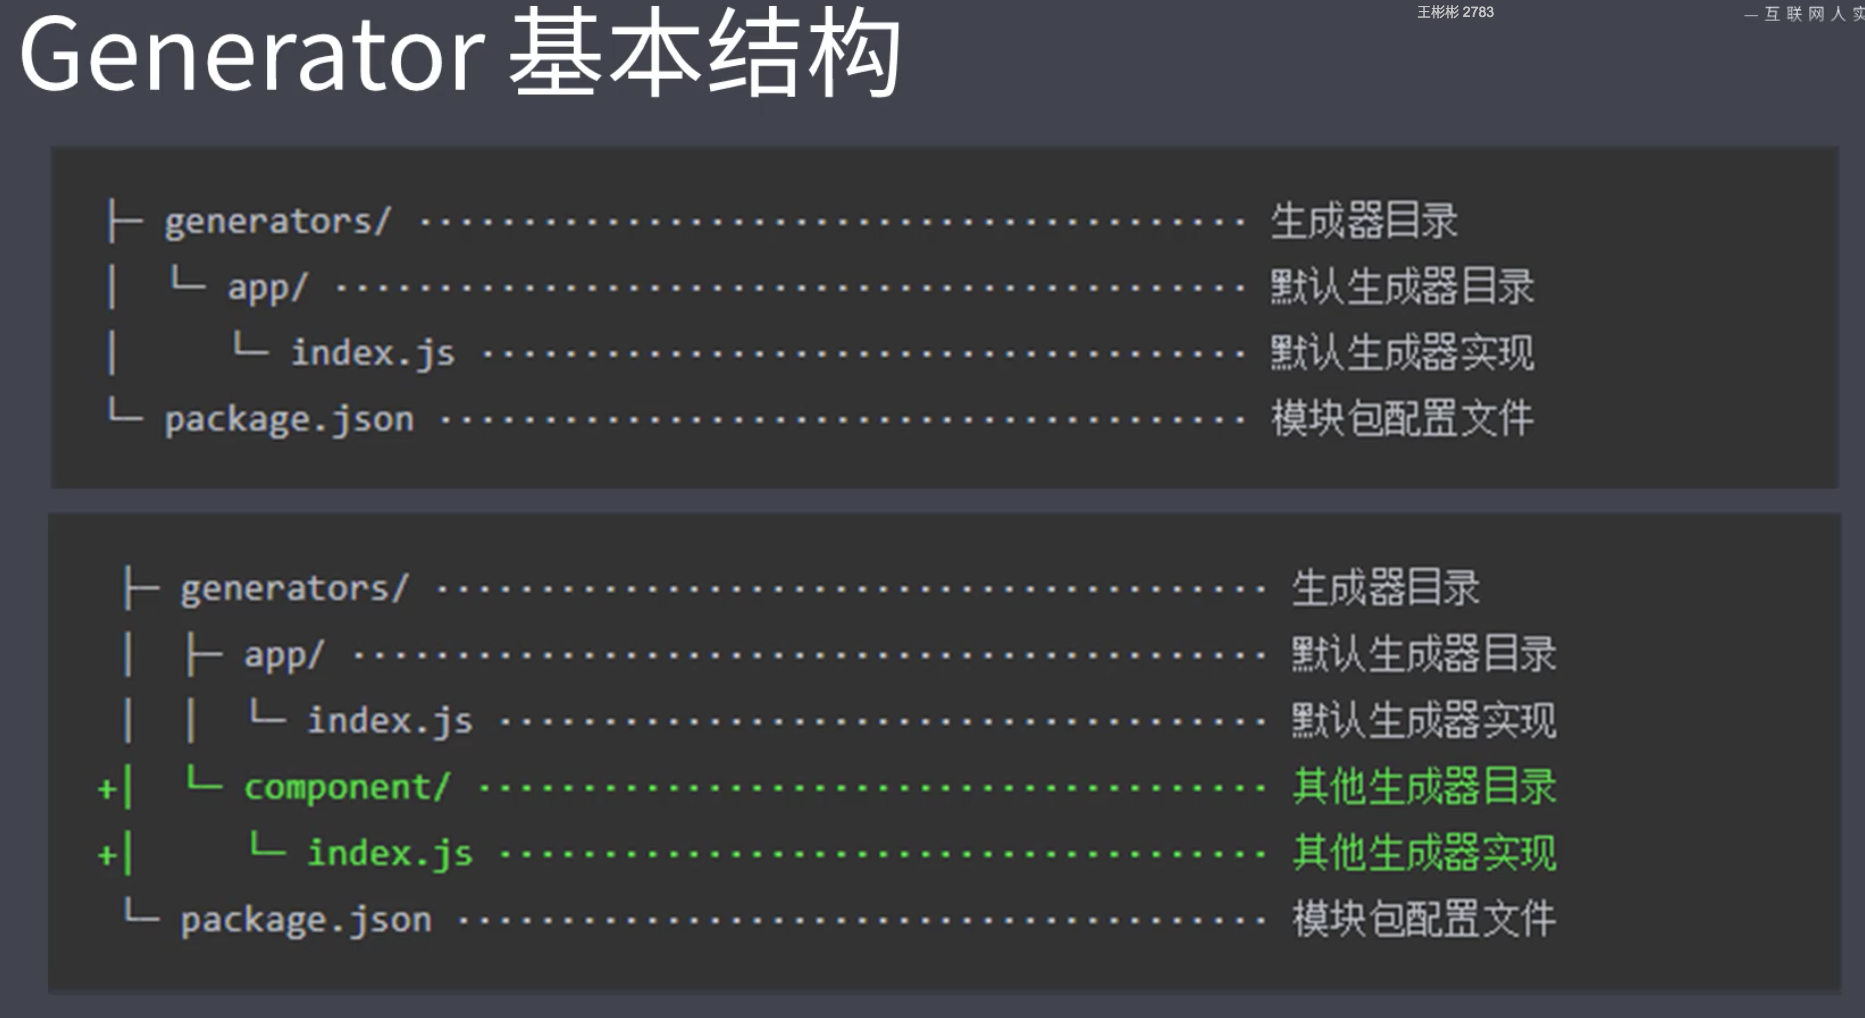 王彬彬 2783
— 互 联 网 人 实
Generator 基本结构
├─ generators/ ········································ 生成器目录
│  └─ app/ ············································ 默认生成器目录
│     └─ index.js ····································· 默认生成器实现
└─ package.json ······································· 模块包配置文件
├─ generators/ ········································ 生成器目录
│  ├─ app/ ············································ 默认生成器目录
│  │  └─ index.js ····································· 默认生成器实现
+│  └─ component/ ······································ 其他生成器目录
+│     └─ index.js ····································· 其他生成器实现
└─ package.json ······································· 模块包配置文件